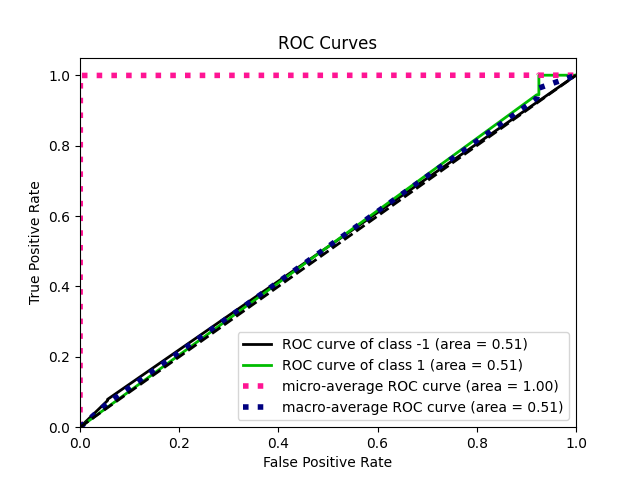 ROC Curves
True Positive Rate
1.0
0.8
0.6
0.4
0.2
0.0
ROC curve of class -1 (area = 0.51)
ROC curve of class 1 (area = 0.51)
micro-average ROC curve (area = 1.00)
macro-average ROC curve (area = 0.51)
0.0 0.2 0.4 0.6 0.8 1.0
False Positive Rate